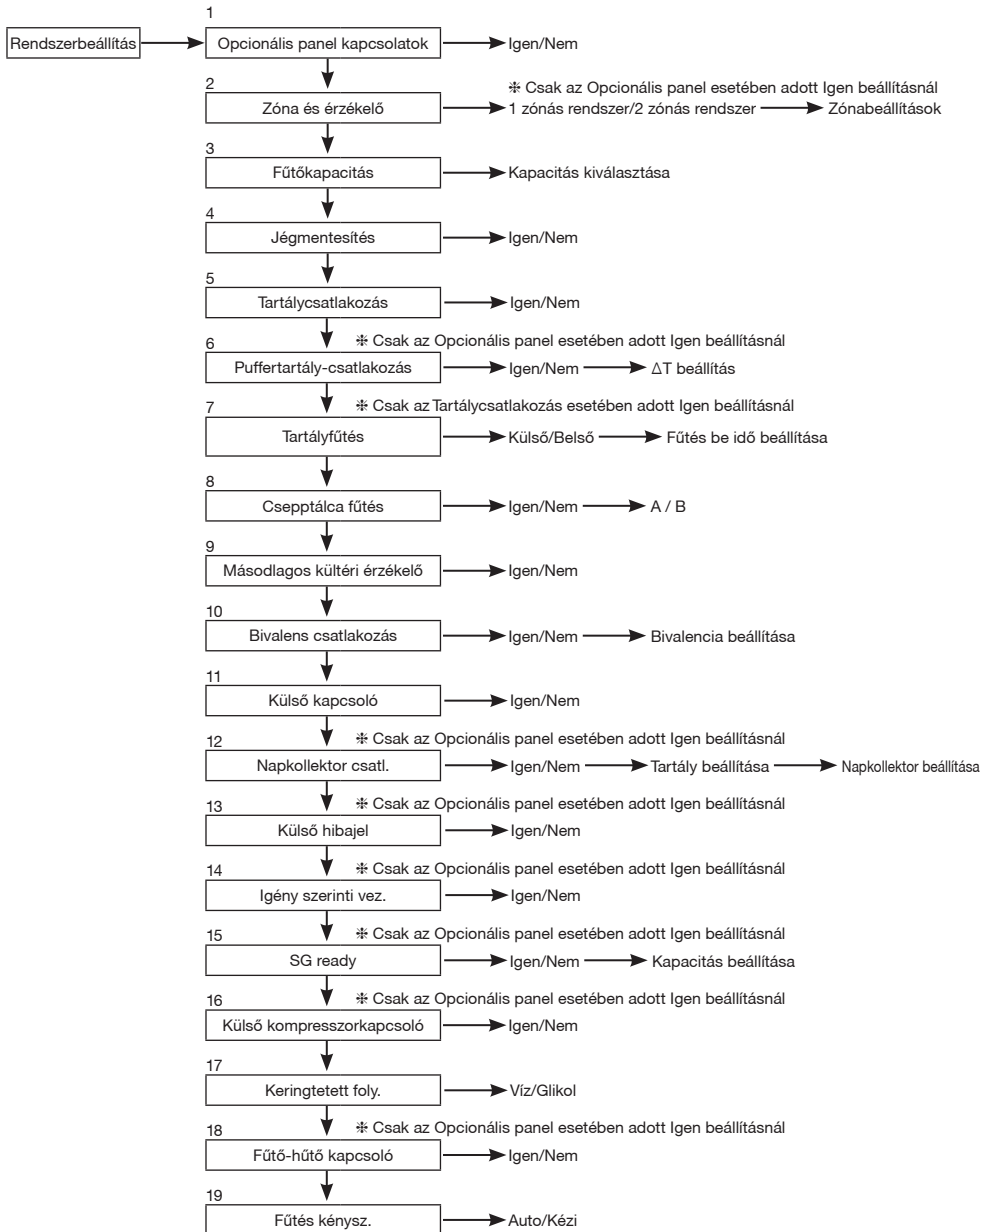 1
Rendszerbeállítás Opcionális panel kapcsolatok Igen/Nem
2 ❈ Csak az Opcionális panel esetében adott Igen beállításnál
Zóna és érzékelő 1 zónás rendszer/2 zónás rendszer Zónabeállítások
3
Fűtőkapacitás Kapacitás kiválasztása
4
Jégmentesítés Igen/Nem
5
Tartálycsatlakozás Igen/Nem
6 ❈ Csak az Opcionális panel esetében adott Igen beállításnál
Puffertartály-csatlakozás Igen/Nem ΔT beállítás
7 ❈ Csak az Tartálycsatlakozás esetében adott Igen beállításnál
Tartályfűtés Külső/Belső Fűtés be idő beállítása
8
Csepptálca fűtés Igen/Nem A / B
9
Másodlagos kültéri érzékelő Igen/Nem
10
Bivalens csatlakozás Igen/Nem Bivalencia beállítása
11
Külső kapcsoló Igen/Nem
12 ❈ Csak az Opcionális panel esetében adott Igen beállításnál
Napkollektor csatl. Igen/Nem Tartály beállítása Napkollektor beállítása
13 ❈ Csak az Opcionális panel esetében adott Igen beállításnál
Külső hibajel Igen/Nem
14 ❈ Csak az Opcionális panel esetében adott Igen beállításnál
Igény szerinti vez. Igen/Nem
15 ❈ Csak az Opcionális panel esetében adott Igen beállításnál
SG ready Igen/Nem Kapacitás beállítása
16 ❈ Csak az Opcionális panel esetében adott Igen beállításnál
Külső kompresszorkapcsoló Igen/Nem
17
Keringtetett foly. Víz/Glikol
18 ❈ Csak az Opcionális panel esetében adott Igen beállításnál
Fűtő-hűtő kapcsoló Igen/Nem
19
Fűtés kénysz. Auto/Kézi